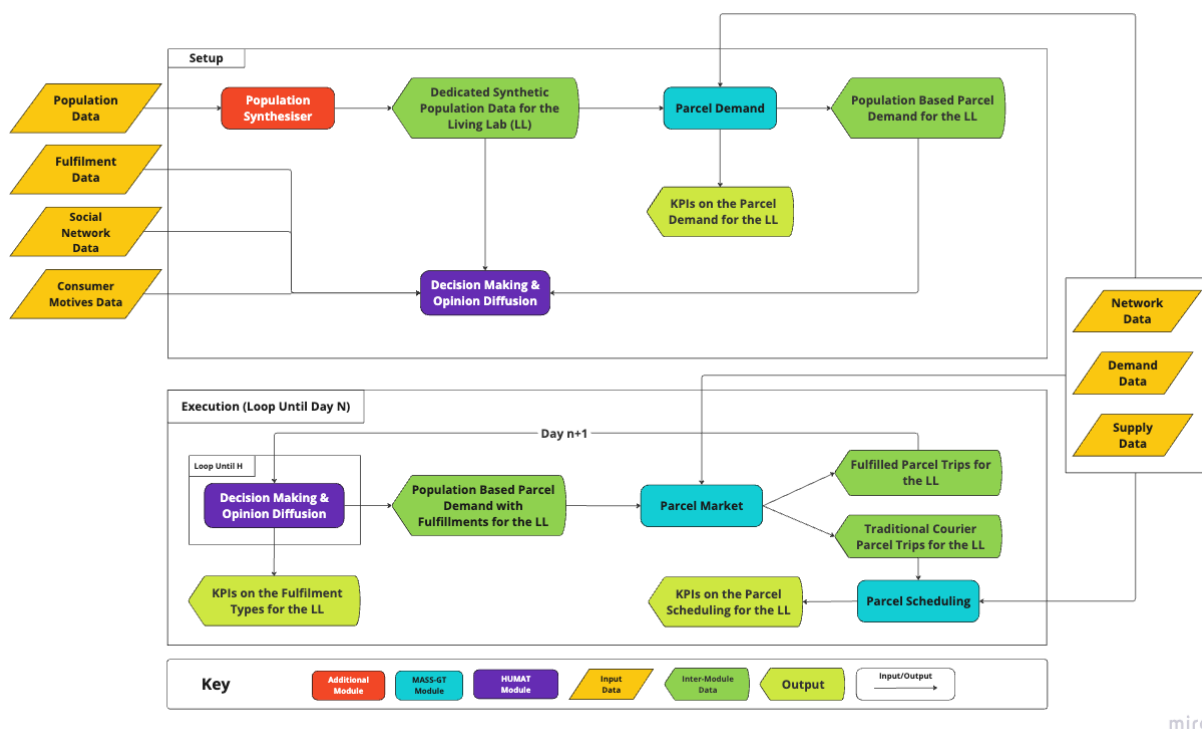 Setup
Population
Data
Population
Synthesiser
Dedicated Synthetic
Population Data for the
Living Lab (LL)
Parcel Demand
Population Based Parcel
Demand for the LL
Fulfilment
Data
KPIs on the Parcel
Demand for the LL
Social
Network
Data
Consumer
Motives Data
Decision Making &
Opinion Diffusion
Network
Data
Demand
Data
Supply
Data
Execution (Loop Until Day N)
Day n+1
Loop Until H
Decision Making &
Opinion Diffusion
Population Based Parcel
Demand with
Fulfillments for the LL
Parcel Market
Fulfilled Parcel Trips for
the LL
Traditional Courier
Parcel Trips for the LL
KPIs on the Fulfilment
Types for the LL
KPIs on the Parcel
Scheduling for the LL
Parcel Scheduling
Key
Additional
Module
MASS-GT
Module
HUMAT
Module
Input
Data
Inter-Module
Data
Output
Input/Output